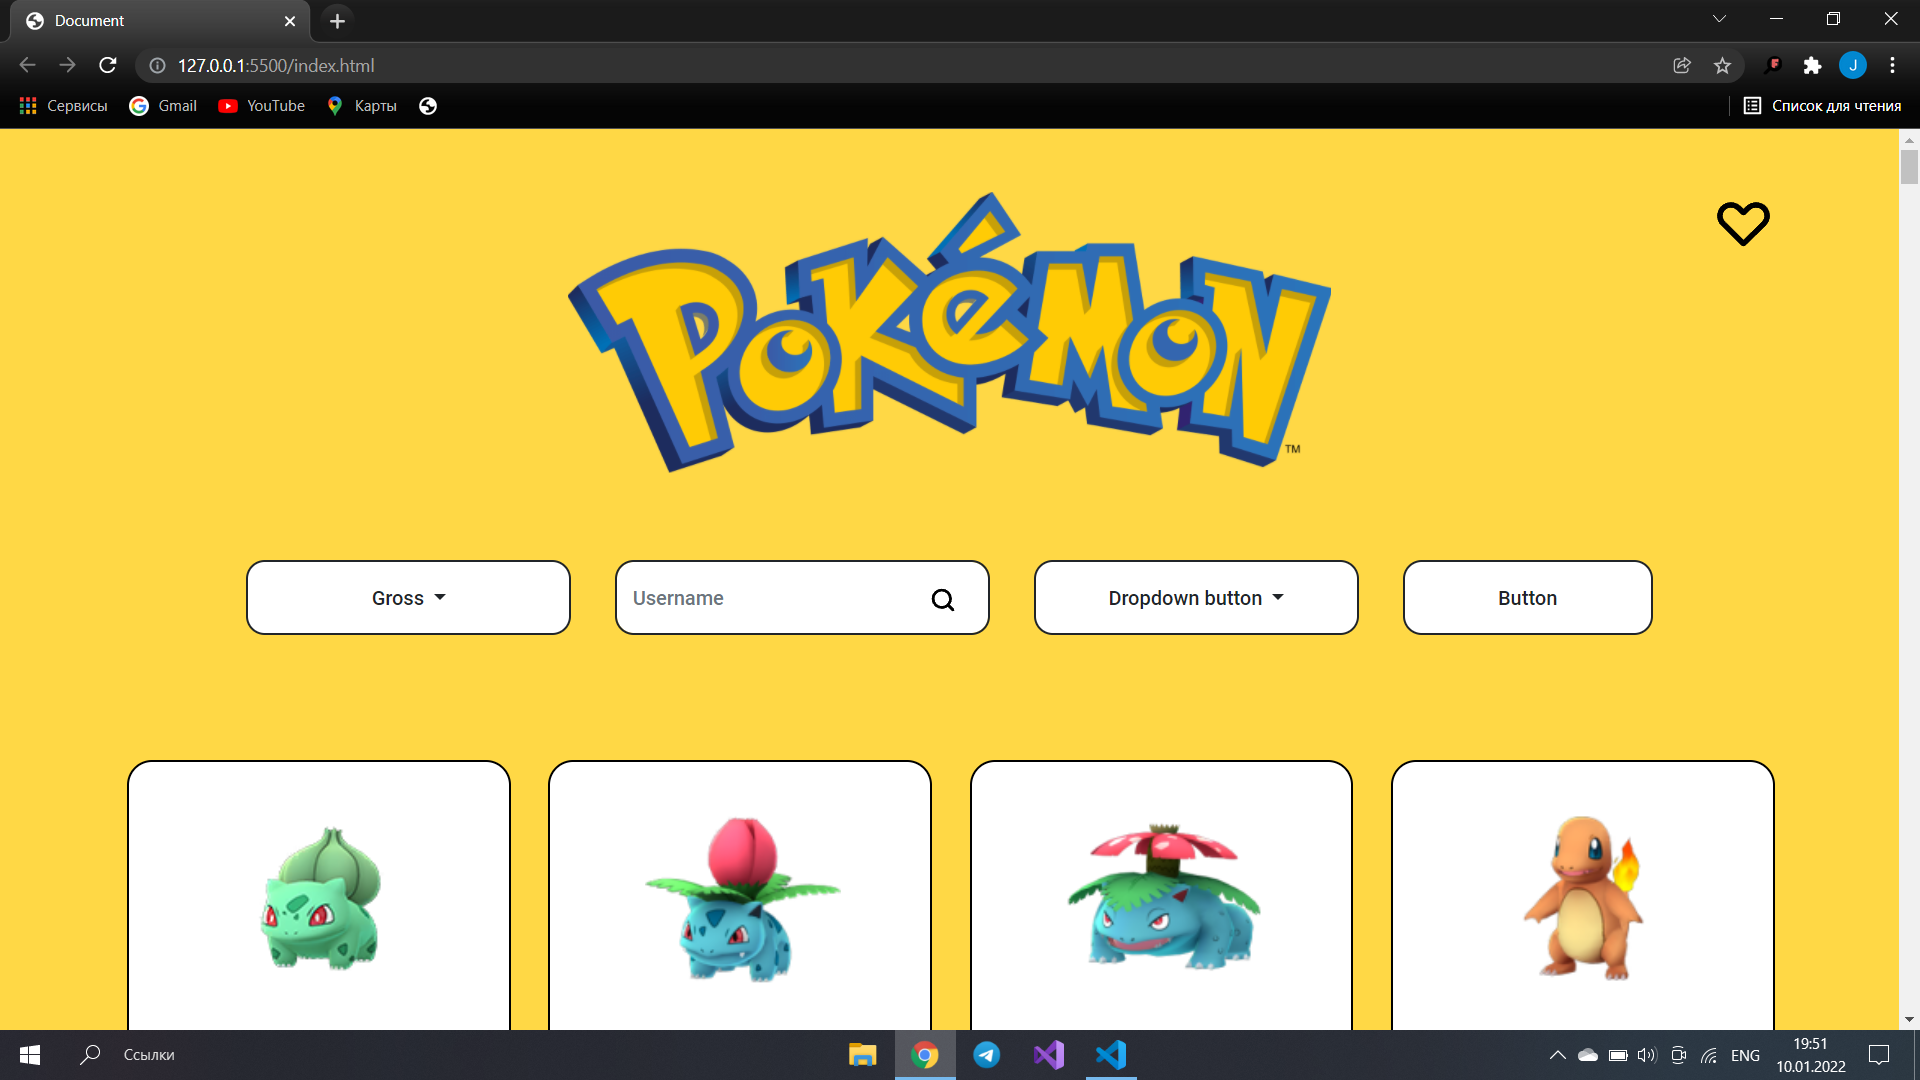 Document
127.0.0.1:5500/index.html
J
Сервисы
Gmail
YouTube
Карты
Список для чтения
POKéMON
TM
Gross
Username
Dropdown button
Button
Ссылки
ENG
19:51
10.01.2022